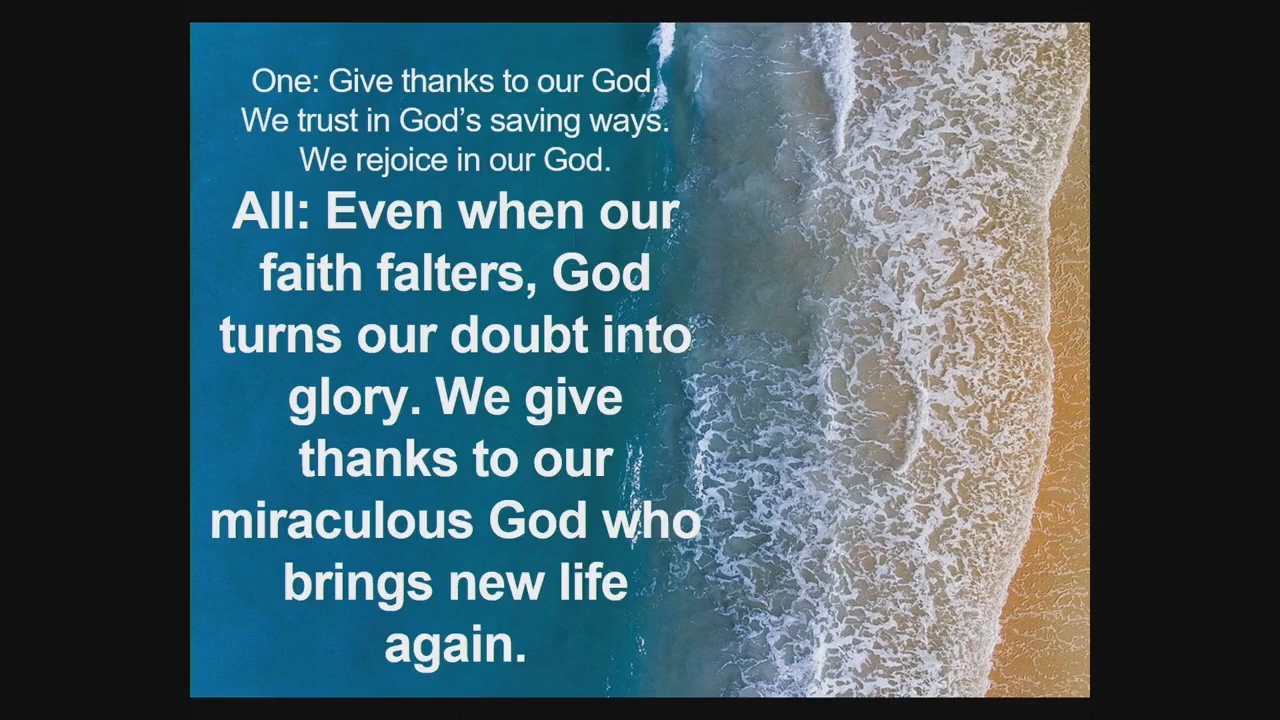 One: Give thanks to our God.
We trust in God’s saving ways.
We rejoice in our God.
All: Even when our
faith falters, God
turns our doubt into
glory. We give
thanks to our
miraculous God who
brings new life
again.